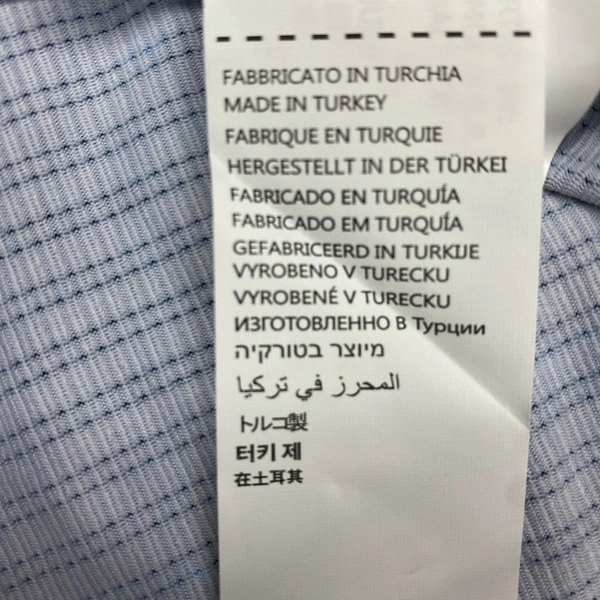 FABBRICATO IN TURCHIA
MADE IN TURKEY
FABRIQUE EN TURQUIE
HERGESTELLT IN DER TÜRKEI
FABRICADO EN TURQUÍA
FABRICADO EM TURQUÍA
GEFABRICEERD IN TURKIJE
VYROBENO V TURECKU
VYROBENÉ V TURECKU
ИЗГОТОВЛЕННО В Турции
מיוצר בטורקיה
المحرز في تركيا
トルコ製
터키 제
在土耳其